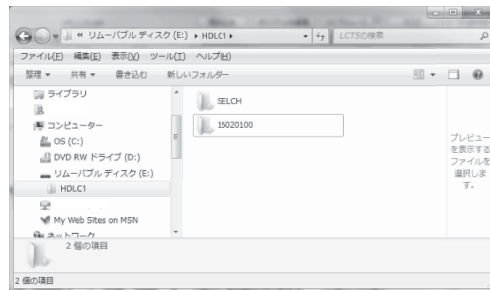 « リムーバブル ディスク (E:) ▸ HDLC1 ▸
LCT5の検索
ファイル(F) 編集(E) 表示(V) ツール(T) ヘルプ(H)
整理 ▾ 共有 ▾ 書き込む 新しいフォルダー
ライブラリ
コンピューター
OS (C:)
DVD RW ドライブ (D:)
リムーバブル ディスク (E:)
HDLC1
My Web Sites on MSN
ネットワーク
SELCH
15020100
プレビュー
を表示する
ファイルを
選択しま
す。
2 個の項目
2 個の項目